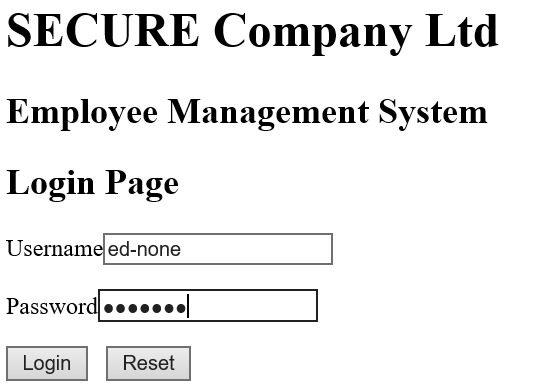 SECURE Company Ltd
Employee Management System
Login Page
Username ed-none
Password •••••••
Login Reset